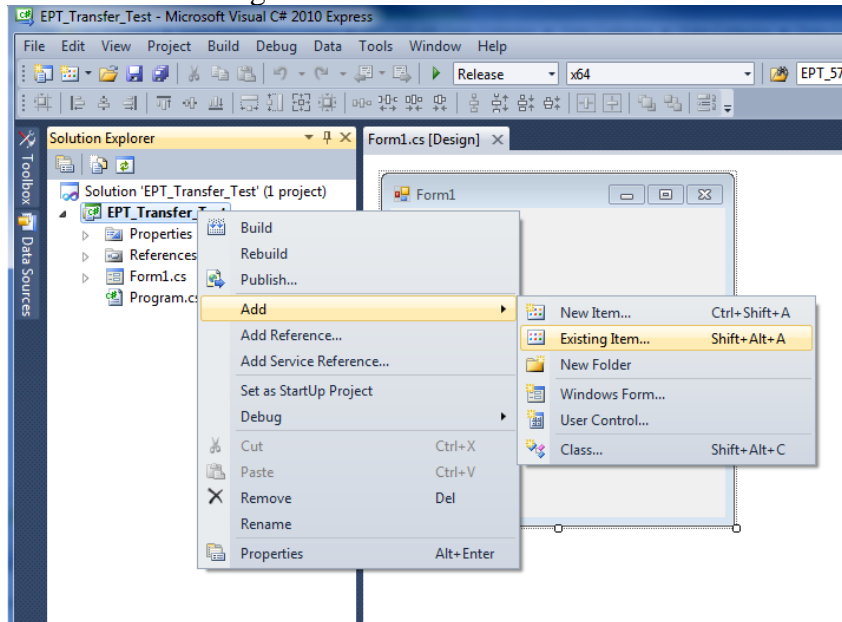 EPT_Transfer_Test - Microsoft Visual C# 2010 Express
File Edit View Project Build Debug Data Tools Window Help
Release x64 EPT_57
Solution Explorer
Form1.cs [Design]
Toolbox
Data Sources
Solution 'EPT_Transfer_Test' (1 project)
EPT_Transfer_Test
Properties
References
Form1.cs
Program.cs
Form1
Build
Rebuild
Publish...
Add
Add Reference...
Add Service Reference...
Set as StartUp Project
Debug
Cut Ctrl+X
Paste Ctrl+V
Remove Del
Rename
Properties Alt+Enter
New Item... Ctrl+Shift+A
Existing Item... Shift+Alt+A
New Folder
Windows Form...
User Control...
Class... Shift+Alt+C